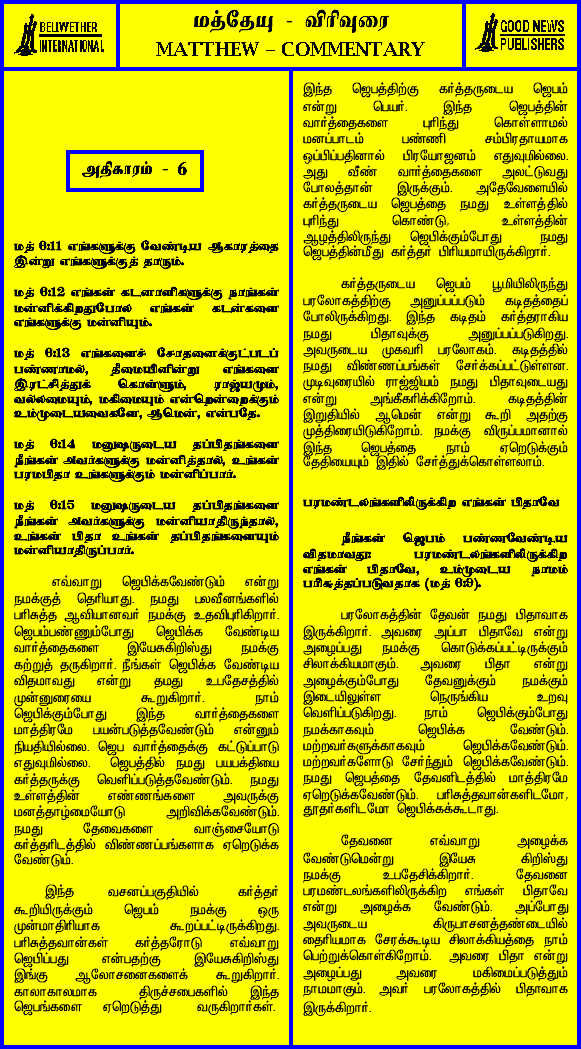 BELIWETHER
INTERNATIONAL
மத்தேயு - விரிவுரை
MATTHEW – COMMENTARY
GOOD NEWS
PUBLISHERS
அதிகாரம் - 6
மத் 6:11 எங்களுக்கு வேண்டிய ஆகாரத்தை
இன்று எங்களுக்குத் தாரும்.
மத் 6:12 எங்கள் கடனாளிகளுக்கு நாங்கள்
மன்னிக்கிறதுபோல எங்கள் கடன்களை
எங்களுக்கு மன்னியும்.
மத் 6:13 எங்களைச் சோதனைக்குட்படப்
பண்ணாமல், தீமையினின்று எங்களை
இரட்சித்துக் கொள்ளும், ராஜ்யமும்,
வல்லமையும், மகிமையும் என்றென்றைக்கும்
உம்முடையவைகளே, ஆமென், என்பதே.
மத் 6:14 மனுஷருடைய தப்பிதங்களை
நீங்கள் அவர்களுக்கு மன்னித்தால், உங்கள்
பரமபிதா உங்களுக்கும் மன்னிப்பார்.
மத் 6:15 மனுஷருடைய தப்பிதங்களை
நீங்கள் அவர்களுக்கு மன்னியாதிருந்தால்,
உங்கள் பிதா உங்கள் தப்பிதங்களையும்
மன்னியாதிருப்பார்.
எவ்வாறு ஜெபிக்கவேண்டும் என்று
நமக்குத் தெரியாது. நமது பலவீனங்களில்
பரிசுத்த ஆவியானவர் நமக்கு உதவிபுரிகிறார்.
ஜெபம்பண்ணும்போது ஜெபிக்க வேண்டிய
வார்த்தைகளை இயேசுகிறிஸ்து நமக்கு
கற்றுத் தருகிறார். நீங்கள் ஜெபிக்க வேண்டிய
விதமாவது என்று தமது உபதேசத்தில்
முன்னுரையை கூறுகிறார். நாம்
ஜெபிக்கும்போது இந்த வார்த்தைகளை
மாத்திரமே பயன்படுத்தவேண்டும் என்னும்
நியதியில்லை. ஜெப வார்த்தைக்கு கட்டுப்பாடு
எதுவுமில்லை. ஜெபத்தில் நமது பயபக்தியை
கர்த்தருக்கு வெளிப்படுத்தவேண்டும். நமது
உள்ளத்தின் எண்ணங்களை அவருக்கு
மனத்தாழ்மையோடு அறிவிக்கவேண்டும்.
நமது தேவைகளை வாஞ்சையோடு
கர்த்தரிடத்தில் விண்ணப்பங்களாக ஏறெடுக்க
வேண்டும்.
இந்த வசனப்பகுதியில் கர்த்தர்
கூறியிருக்கும் ஜெபம் நமக்கு ஒரு
முன்மாதிரியாக கூறப்பட்டிருக்கிறது.
பரிசுத்தவான்கள் கர்த்தரோடு எவ்வாறு
ஜெபிப்பது என்பதற்கு இயேசுகிறிஸ்து
இங்கு ஆலோசனைகளைக் கூறுகிறார்.
காலாகாலமாக திருச்சபைகளில் இந்த
ஜெபங்களை ஏறெடுத்து வருகிறார்கள்.
இந்த ஜெபத்திற்கு கர்த்தருடைய ஜெபம்
என்று பெயர். இந்த ஜெபத்தின்
வார்த்தைகளை புரிந்து கொள்ளாமல்
மனப்பாடம் பண்ணி சம்பிரதாயமாக
ஒப்பிப்பதினால் பிரயோஜனம் எதுவுமில்லை.
அது வீண் வார்த்தைகளை அலட்டுவது
போலத்தான் இருக்கும். அதேவேளையில்
கர்த்தருடைய ஜெபத்தை நமது உள்ளத்தில்
புரிந்து கொண்டு, உள்ளத்தின்
ஆழத்திலிருந்து ஜெபிக்கும்போது நமது
ஜெபத்தின்மீது கர்த்தர் பிரியமாயிருக்கிறார்.
கர்த்தருடைய ஜெபம் பூமியிலிருந்து
பரலோகத்திற்கு அனுப்பப்படும் கடிதத்தைப்
போலிருக்கிறது. இந்த கடிதம் கர்த்தராகிய
நமது பிதாவுக்கு அனுப்பப்படுகிறது.
அவருடைய முகவரி பரலோகம். கடிதத்தில்
நமது விண்ணப்பங்கள் சேர்க்கப்பட்டுள்ளன.
முடிவுரையில் ராஜ்ஜியம் நமது பிதாவுடையது
என்று அங்கீகரிக்கிறோம். கடிதத்தின்
இறுதியில் ஆமென் என்று கூறி அதற்கு
முத்திரையிடுகிறோம். நமக்கு விருப்பமானால்
இந்த ஜெபத்தை நாம் ஏறெடுக்கும்
தேதியையும் இதில் சேர்த்துக்கொள்ளலாம்.
பரமண்டலங்களிலிருக்கிற எங்கள் பிதாவே
நீங்கள் ஜெபம் பண்ணவேண்டிய
விதமாவது: பரமண்டலங்களிலிருக்கிற
எங்கள் பிதாவே, உம்முடைய நாமம்
பரிசுத்தப்படுவதாக (மத் 6:9).
பரலோகத்தின் தேவன் நமது பிதாவாக
இருக்கிறார். அவரை அப்பா பிதாவே என்று
அழைப்பது நமக்கு கொடுக்கப்பட்டிருக்கும்
சிலாக்கியமாகும். அவரை பிதா என்று
அழைக்கும்போது தேவனுக்கும் நமக்கும்
இடையிலுள்ள நெருங்கிய உறவு
வெளிப்படுகிறது. நாம் ஜெபிக்கும்போது
நமக்காகவும் ஜெபிக்க வேண்டும்.
மற்றவர்களுக்காகவும் ஜெபிக்கவேண்டும்.
மற்றவர்களோடு சேர்ந்தும் ஜெபிக்கவேண்டும்.
நமது ஜெபத்தை தேவனிடத்தில் மாத்திரமே
ஏறெடுக்கவேண்டும். பரிசுத்தவான்களிடமோ,
தூதர்களிடமோ ஜெபிக்கக்கூடாது.
தேவனை எவ்வாறு அழைக்க
வேண்டுமென்று இயேசு கிறிஸ்து
நமக்கு உபதேசிக்கிறார். தேவனை
பரமண்டலங்களிலிருக்கிற எங்கள் பிதாவே
என்று அழைக்க வேண்டும். அப்போது
அவருடைய கிருபாசனத்தண்டையில்
தைரியமாக சேரக்கூடிய சிலாக்கியத்தை நாம்
பெற்றுக்கொள்கிறோம். அவரை பிதா என்று
அழைப்பது அவரை மகிமைப்படுத்தும்
நாமமாகும். அவர் பரலோகத்தில் பிதாவாக
இருக்கிறார்.